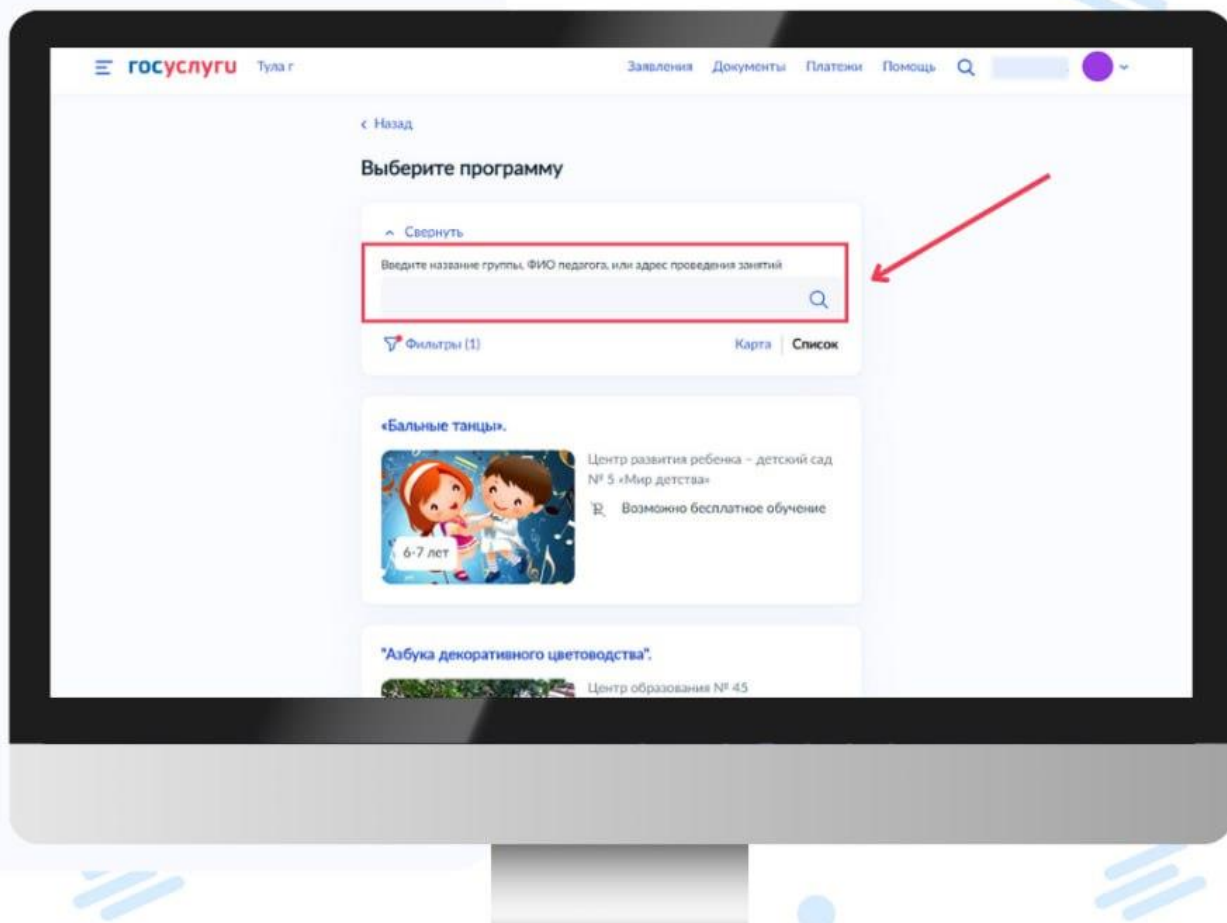 госуслуги Тула г Заявления Документы Платежи Помощь
Назад
Выберите программу
Свернуть
Введите название группы, ФИО педагога, или адрес проведения занятий
Фильтры (1) Карта Список
«Бальные танцы».
6-7 лет
Центр развития ребенка – детский сад
№ 5 «Мир детства»
Возможно бесплатное обучение
"Азбука декоративного цветоводства".
Центр образования № 45